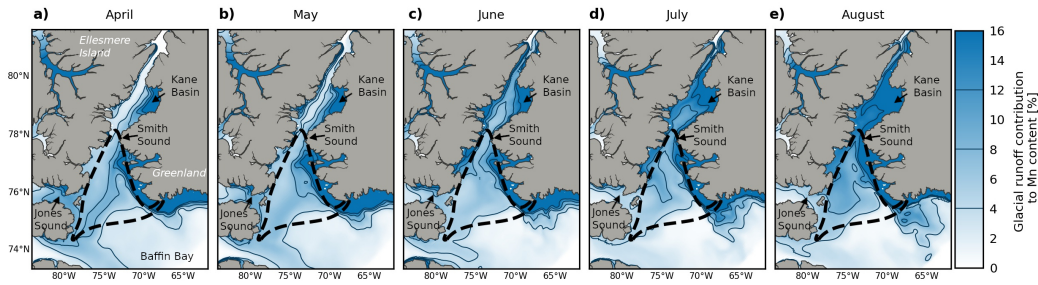 a) April
b) May
c) June
d) July
e) August
Ellesmere
Island
Kane
Basin
Smith
Sound
Greenland
Jones
Sound
Baffin Bay
Kane
Basin
Smith
Sound
Jones
Sound
Kane
Basin
Smith
Sound
Jones
Sound
Kane
Basin
Smith
Sound
Jones
Sound
Kane
Basin
Smith
Sound
Jones
Sound
80°N
78°N
76°N
74°N
80°W 75°W 70°W 65°W
80°W 75°W 70°W 65°W
80°W 75°W 70°W 65°W
80°W 75°W 70°W 65°W
80°W 75°W 70°W 65°W
16
14
12
10
8
6
4
2
0
Glacial runoff contribution
to Mn content [%]